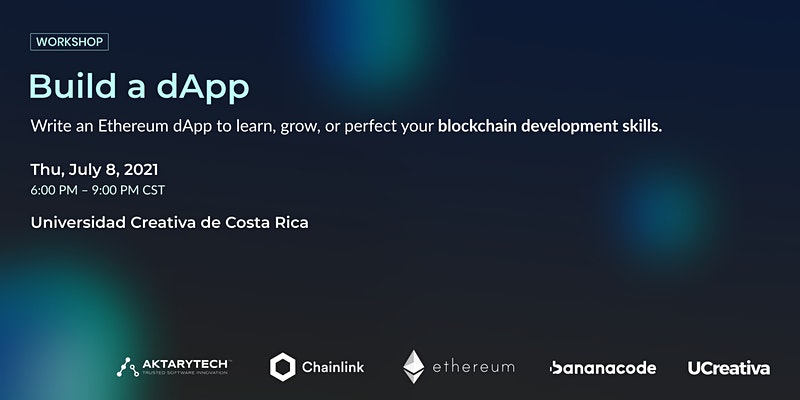 WORKSHOP
Build a dApp
Write an Ethereum dApp to learn, grow, or perfect your blockchain development skills.
Thu, July 8, 2021
6:00 PM – 9:00 PM CST
Universidad Creativa de Costa Rica
AKTARYTECH™
TRUSTED SOFTWARE INNOVATION
Chainlink
ethereum
bananacode
UCreativa